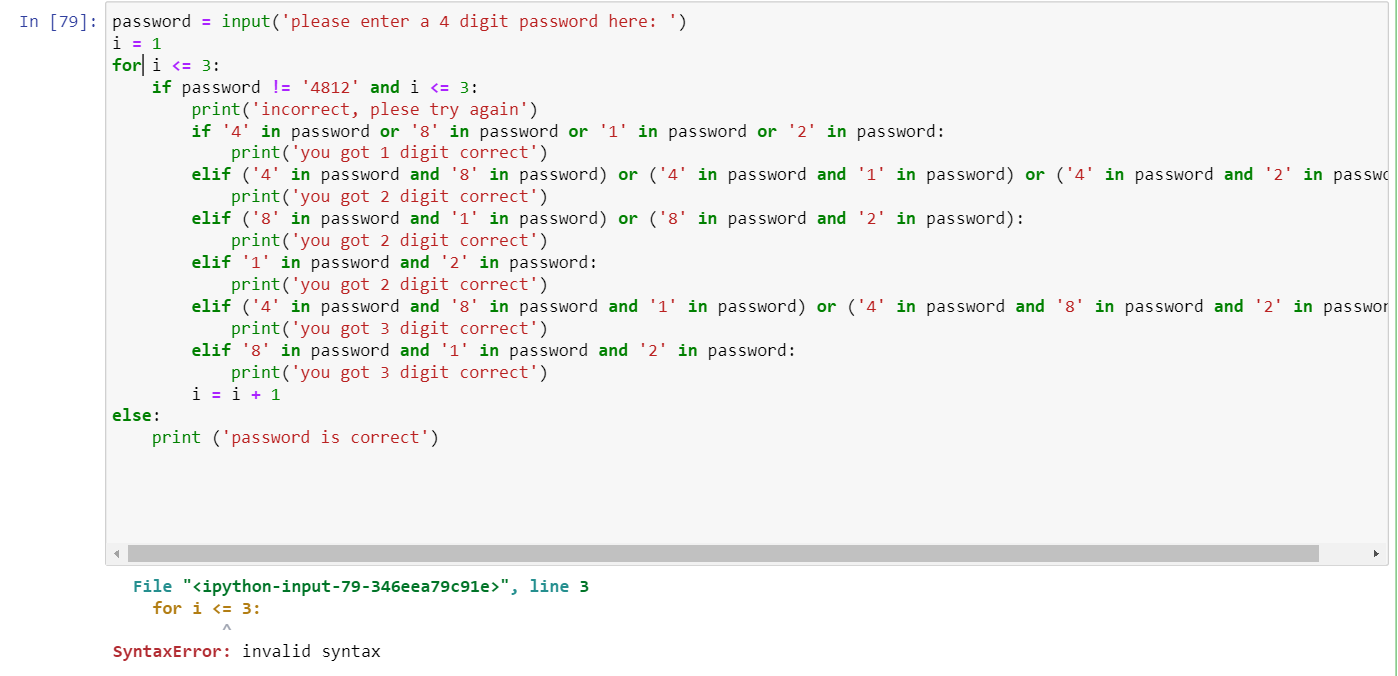 In [79]: password = input('please enter a 4 digit password here: ')
i = 1
for i <= 3:
    if password != '4812' and i <= 3:
        print('incorrect, plese try again')
        if '4' in password or '8' in password or '1' in password or '2' in password:
            print('you got 1 digit correct')
        elif ('4' in password and '8' in password) or ('4' in password and '1' in password) or ('4' in password and '2' in
            print('you got 2 digit correct')
        elif ('8' in password and '1' in password) or ('8' in password and '2' in password):
            print('you got 2 digit correct')
        elif '1' in password and '2' in password:
            print('you got 2 digit correct')
        elif ('4' in password and '8' in password and '1' in password) or ('4' in password and '8' in password and '2' in
            print('you got 3 digit correct')
        elif '8' in password and '1' in password and '2' in password:
            print('you got 3 digit correct')
        i = i + 1
else:
    print ('password is correct')
File "<ipython-input-79-346eea79c91e>", line 3
    for i <= 3:
           ^
SyntaxError: invalid syntax